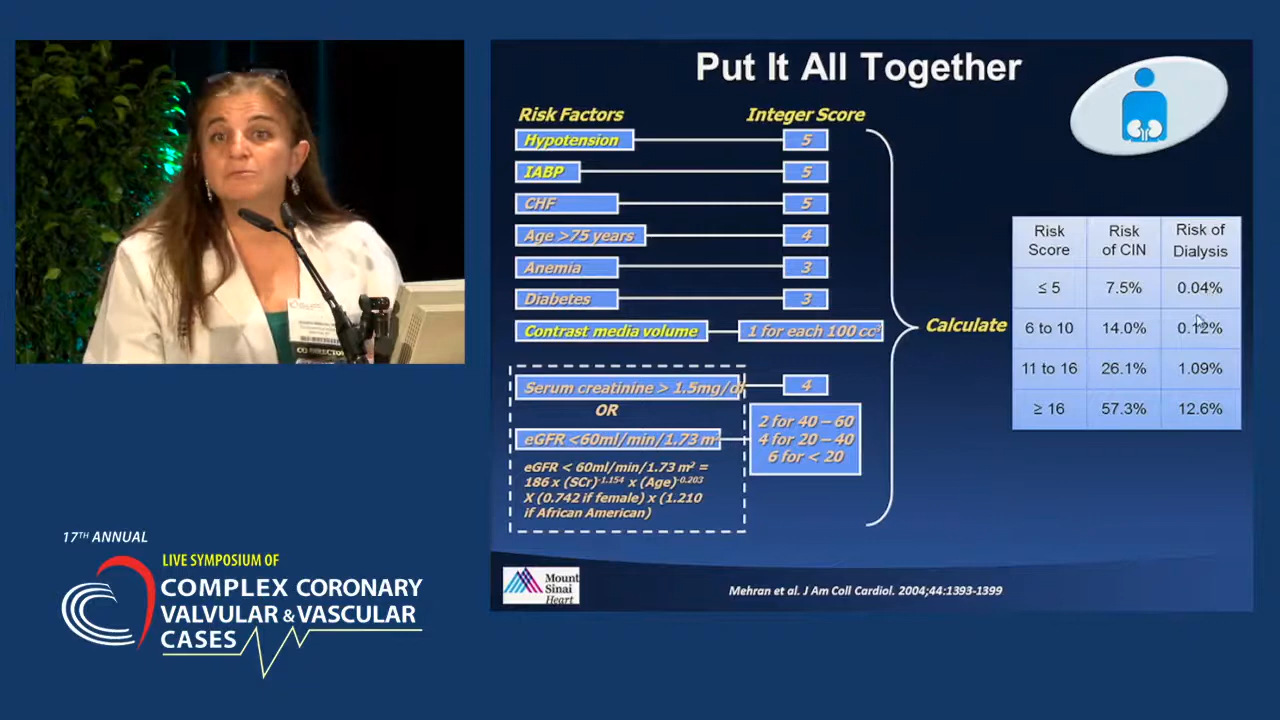 Put It All Together
Risk Factors
Integer Score
Hypotension
5
IABP
5
CHF
5
Age >75 years
4
Anemia
3
Diabetes
3
Contrast media volume
1 for each 100 cc³
Serum creatinine > 1.5mg/dl
4
OR
eGFR <60ml/min/1.73 m²
2 for 40 – 60
4 for 20 – 40
6 for < 20
eGFR < 60ml/min/1.73 m² =
186 x (SCr)-1.154 x (Age)-0.203
X (0.742 if female) x (1.210
if African American)
Calculate
Risk Score
Risk of CIN
Risk of Dialysis
≤ 5
7.5%
0.04%
6 to 10
14.0%
0.12%
11 to 16
26.1%
1.09%
≥ 16
57.3%
12.6%
Mount
Sinai
Heart
Mehran et al. J Am Coll Cardiol. 2004;44:1393-1399
CO DIRECTOR
17TH ANNUAL
LIVE SYMPOSIUM OF
COMPLEX CORONARY
VALVULAR & VASCULAR
CASES